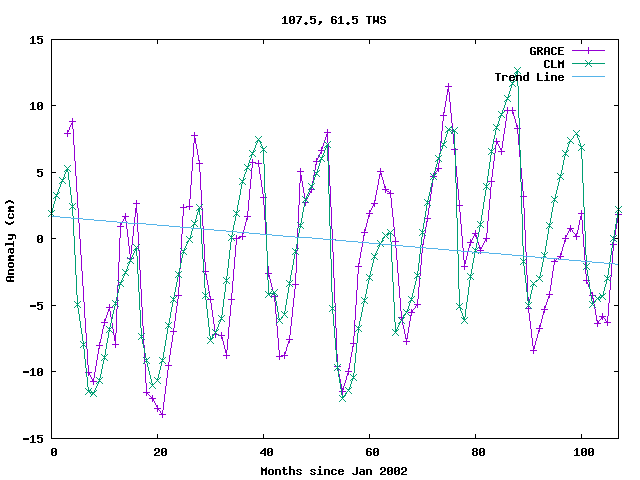 107.5, 61.5 TWS
GRACE
CLM
Trend Line
15
10
5
0
-5
-10
-15
Anomaly (cm)
0 20 40 60 80 100
Months since Jan 2002